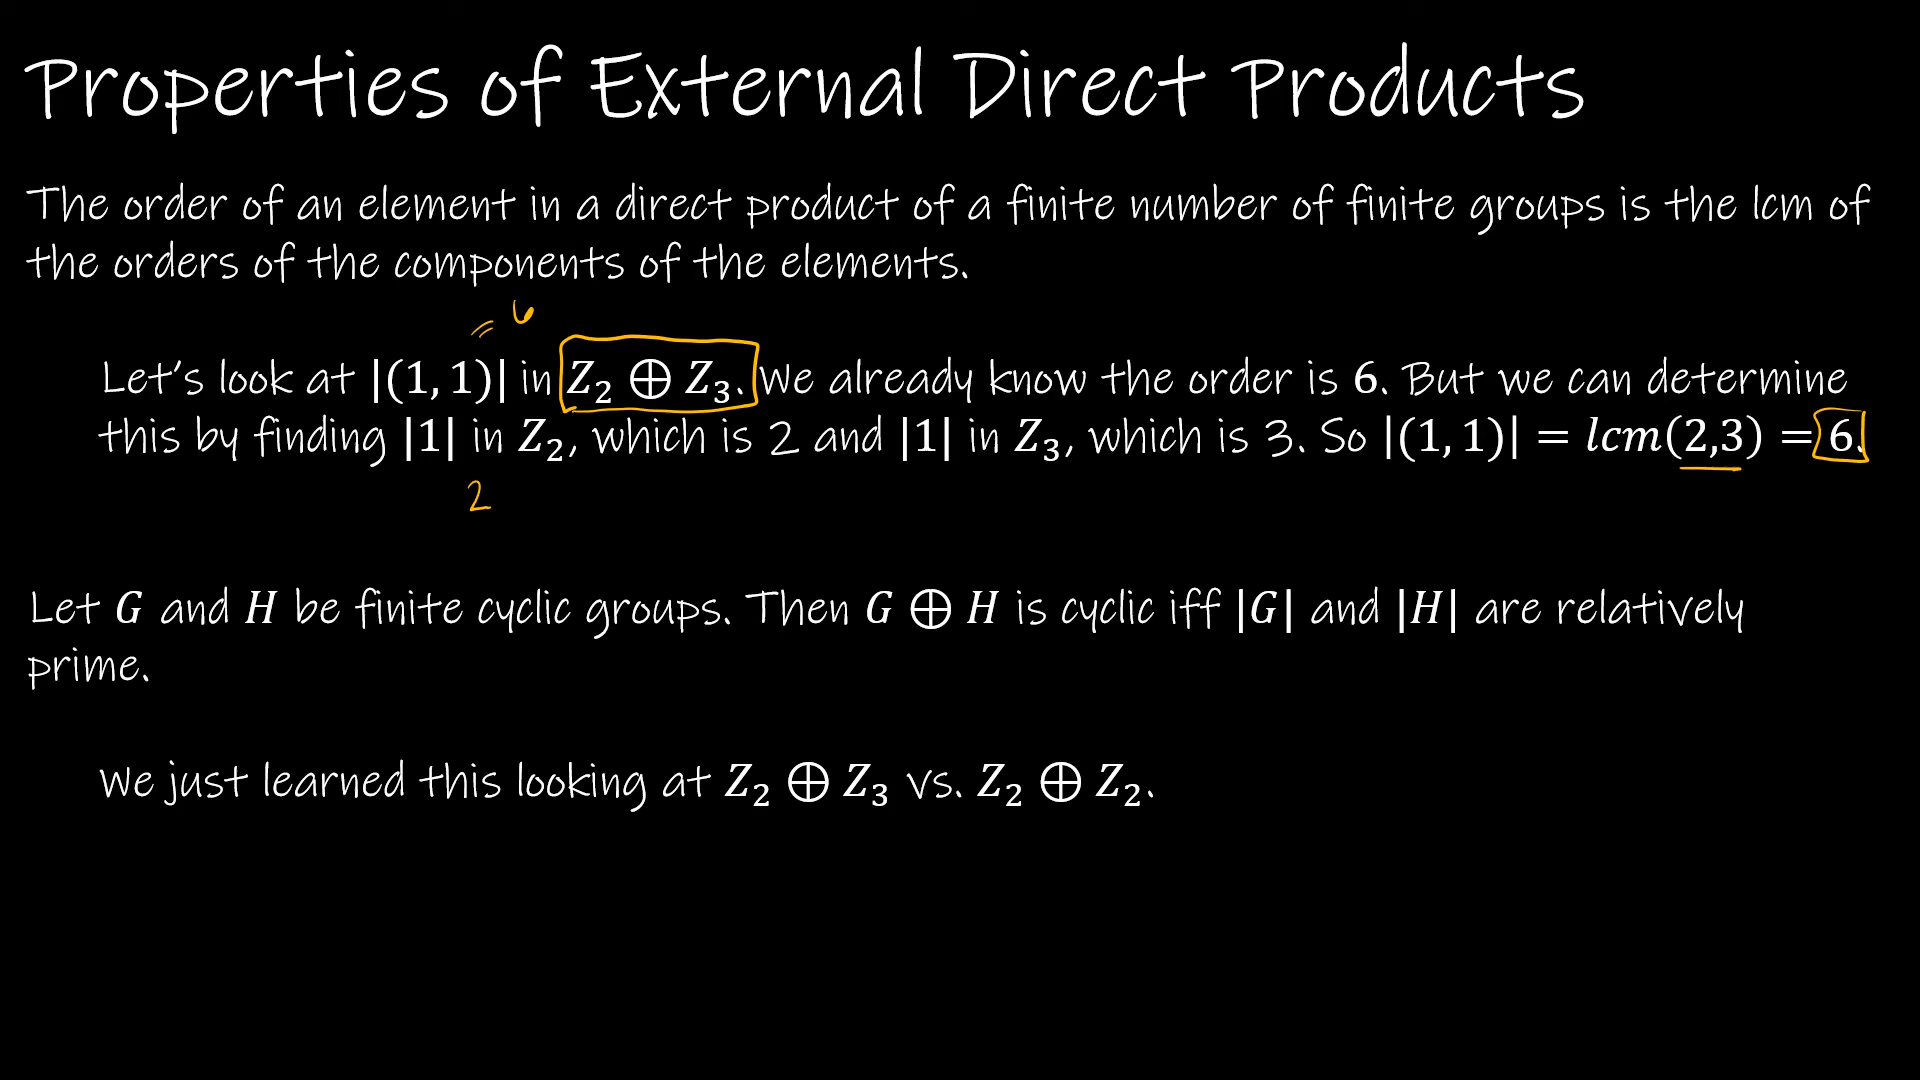 Properties of External Direct Products
The order of an element in a direct product of a finite number of finite groups is the lcm of
the orders of the components of the elements.
= 6
Let's look at |(1, 1)| in Z₂ ⊕ Z₃. We already know the order is 6. But we can determine
this by finding |1| in Z₂, which is 2 and |1| in Z₃, which is 3. So |(1, 1)| = lcm(2,3) = 6.
2
Let G and H be finite cyclic groups. Then G ⊕ H is cyclic iff |G| and |H| are relatively
prime.
We just learned this looking at Z₂ ⊕ Z₃ vs. Z₂ ⊕ Z₂.